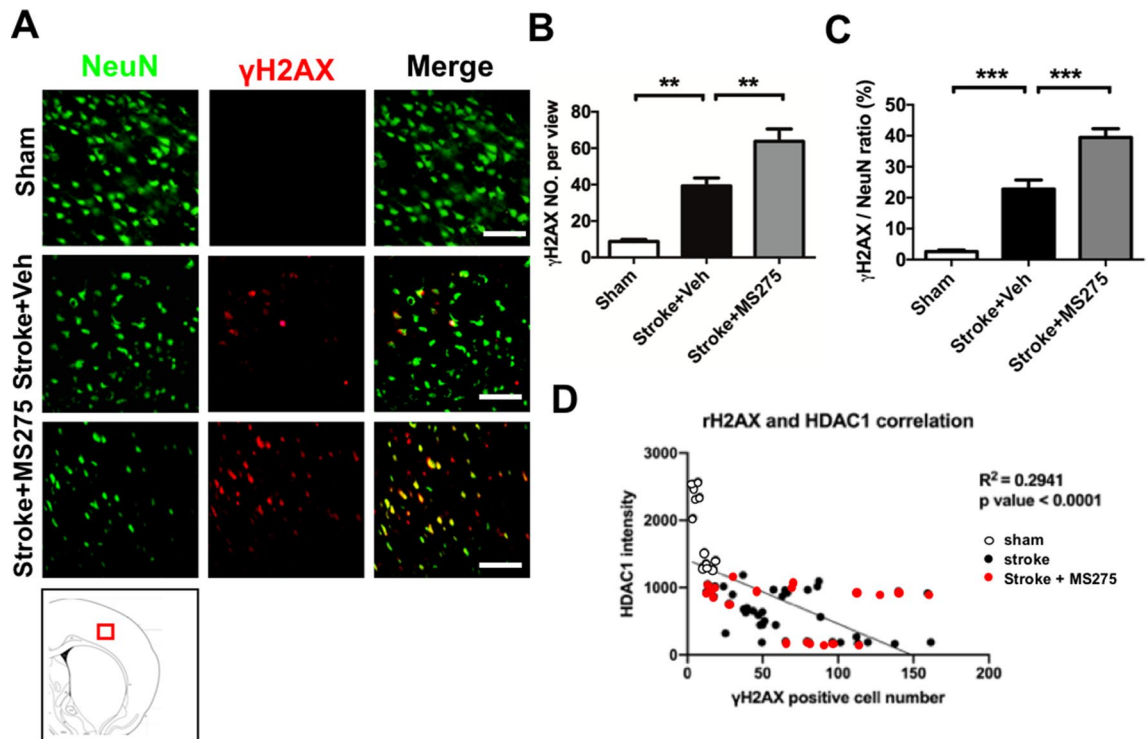 A
NeuN
γH2AX
Merge
Sham
Stroke+Veh
Stroke+MS275
B
γH2AX NO. per view
80
60
40
20
0
**
**
Sham
Stroke+Veh
Stroke+MS275
C
γH2AX / NeuN ratio (%)
50
40
30
20
10
0
***
***
Sham
Stroke+Veh
Stroke+MS275
D
rH2AX and HDAC1 correlation
HDAC1 intensity
3000
2000
1000
0
0
50
100
150
200
γH2AX positive cell number
R² = 0.2941
p value < 0.0001
sham
stroke
Stroke + MS275